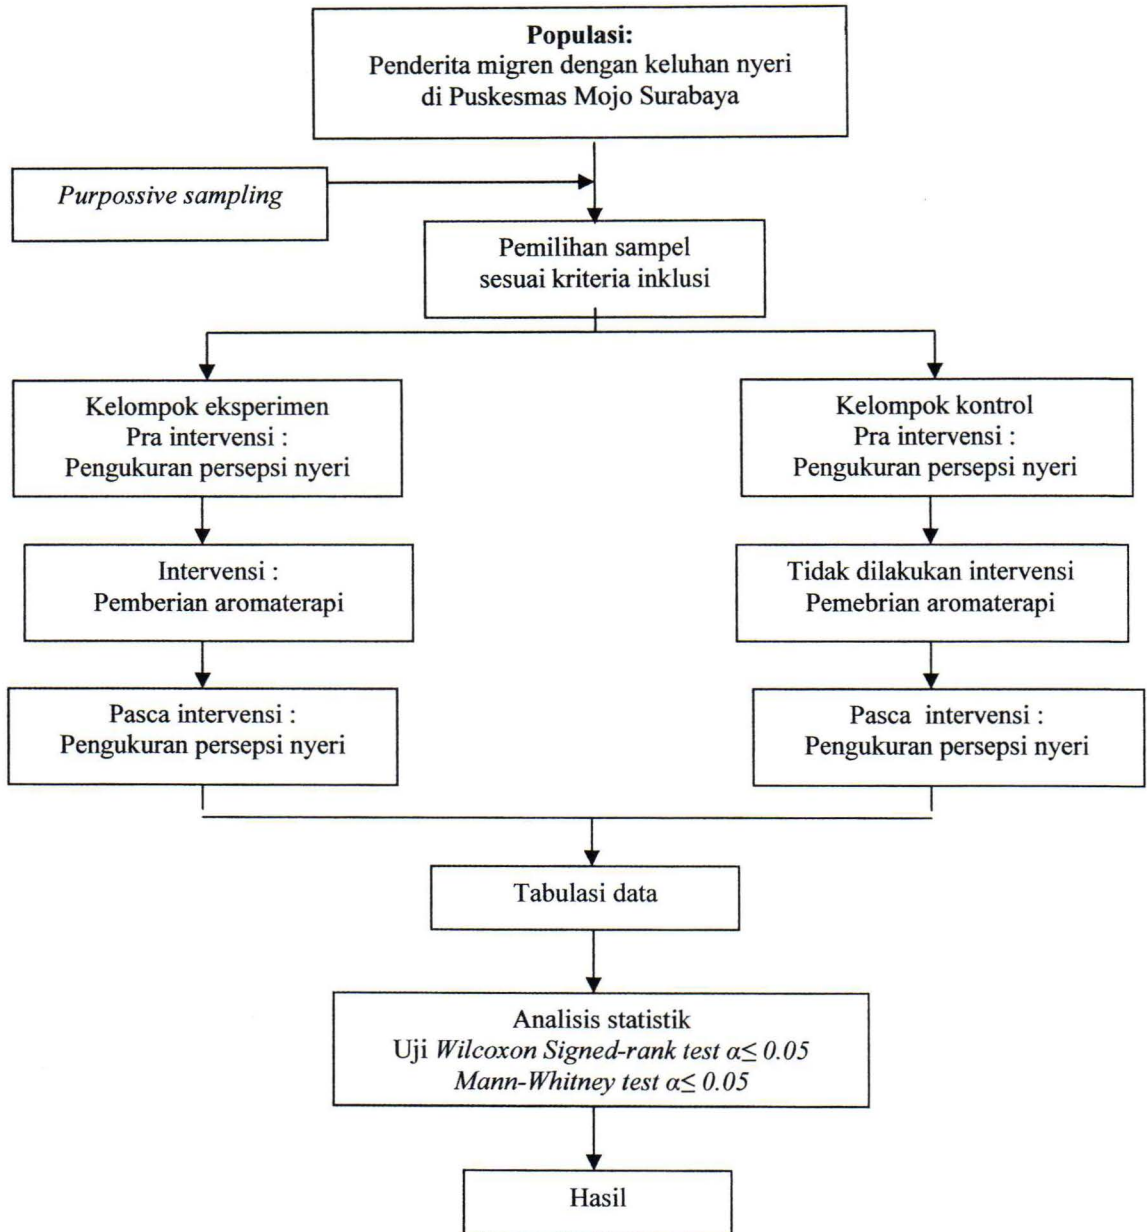 Populasi:
Penderita migren dengan keluhan nyeri
di Puskesmas Mojo Surabaya
Purpossive sampling
Pemilihan sampel
sesuai kriteria inklusi
Kelompok eksperimen
Pra intervensi :
Pengukuran persepsi nyeri
Kelompok kontrol
Pra intervensi :
Pengukuran persepsi nyeri
Intervensi :
Pemberian aromaterapi
Tidak dilakukan intervensi
Pemebrian aromaterapi
Pasca intervensi :
Pengukuran persepsi nyeri
Pasca intervensi :
Pengukuran persepsi nyeri
Tabulasi data
Analisis statistik
Uji Wilcoxon Signed-rank test α≤ 0.05
Mann-Whitney test α≤ 0.05
Hasil